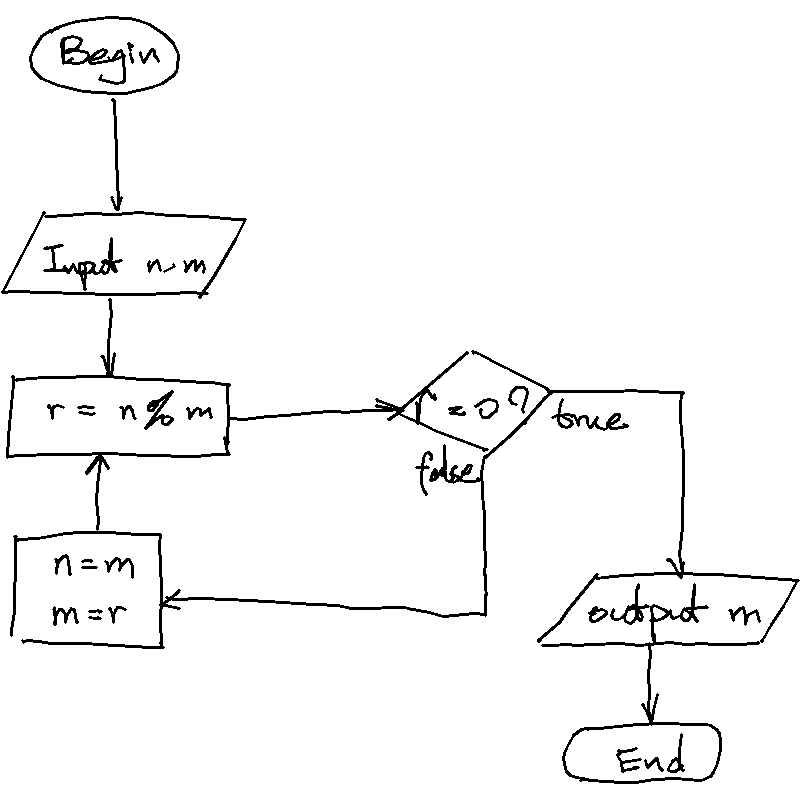 Begin
Input n, m
r = n % m
r = 0 ?
true
false
n = m
m = r
output m
End